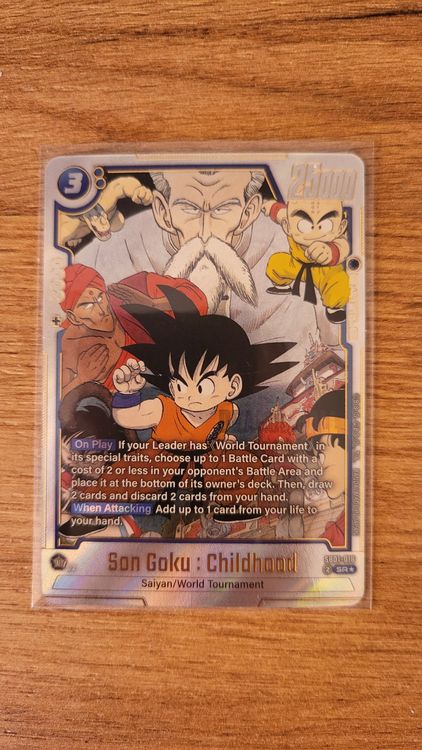 3
25000
On Play If your Leader has 《World Tournament》 in
its special traits, choose up to 1 Battle Card with a
cost of 2 or less in your opponent's Battle Area and
place it at the bottom of its owner's deck. Then, draw
2 cards and discard 2 cards from your hand.
When Attacking Add up to 1 card from your life to
your hand.
Son Goku : Childhood
2 SR★
Saiyan/World Tournament